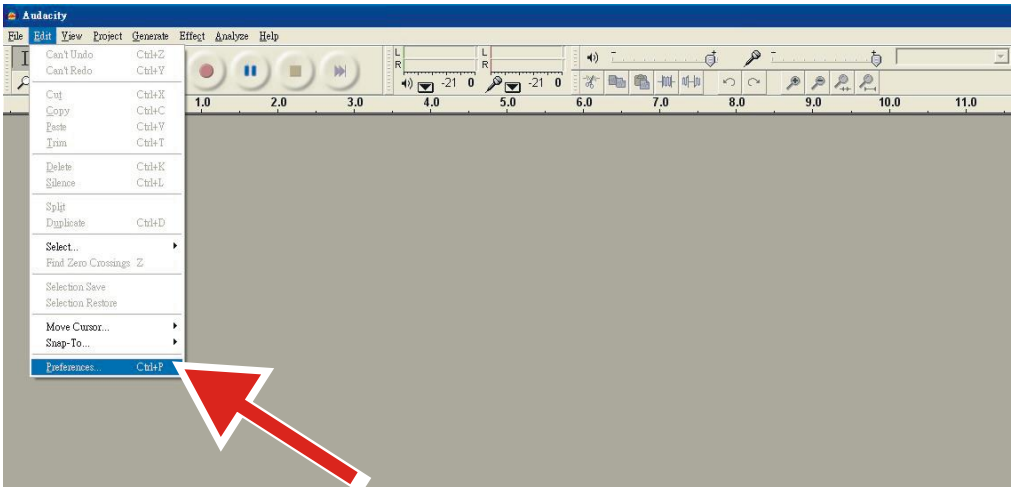 Audacity
File Edit View Project Generate Effect Analyze Help
Can't Undo Ctrl+Z
Can't Redo Ctrl+Y
Cut Ctrl+X
Copy Ctrl+C
Paste Ctrl+V
Trim Ctrl+T
Delete Ctrl+K
Silence Ctrl+L
Split
Duplicate Ctrl+D
Select...
Find Zero Crossings Z
Selection Save
Selection Restore
Move Cursor...
Snap-To...
Preferences... Ctrl+P
L
R
-21 0
L
R
-21 0
1.0 2.0 3.0 4.0 5.0 6.0 7.0 8.0 9.0 10.0 11.0